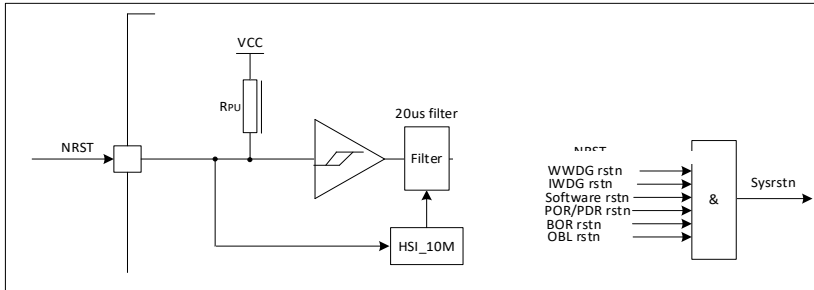 VCC
RPU
20us filter
NRST
Filter
HSI_10M
NRST
WWDG rstn
IWDG rstn
Software rstn
POR/PDR rstn
BOR rstn
OBL rstn
&
Sysrstn